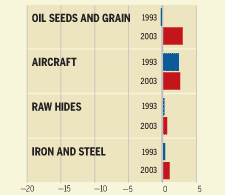 OIL SEEDS AND GRAIN 1993
2003
AIRCRAFT 1993
2003
RAW HIDES 1993
2003
IRON AND STEEL 1993
2003
−20 −15 −10 −5 0 5